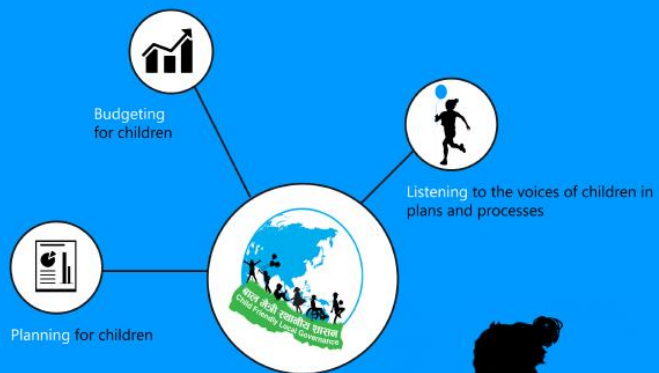 Budgeting
for children
Listening to the voices of children in
plans and processes
Planning for children
बाल मैत्री स्थानीय शासन
Child Friendly Local Governance